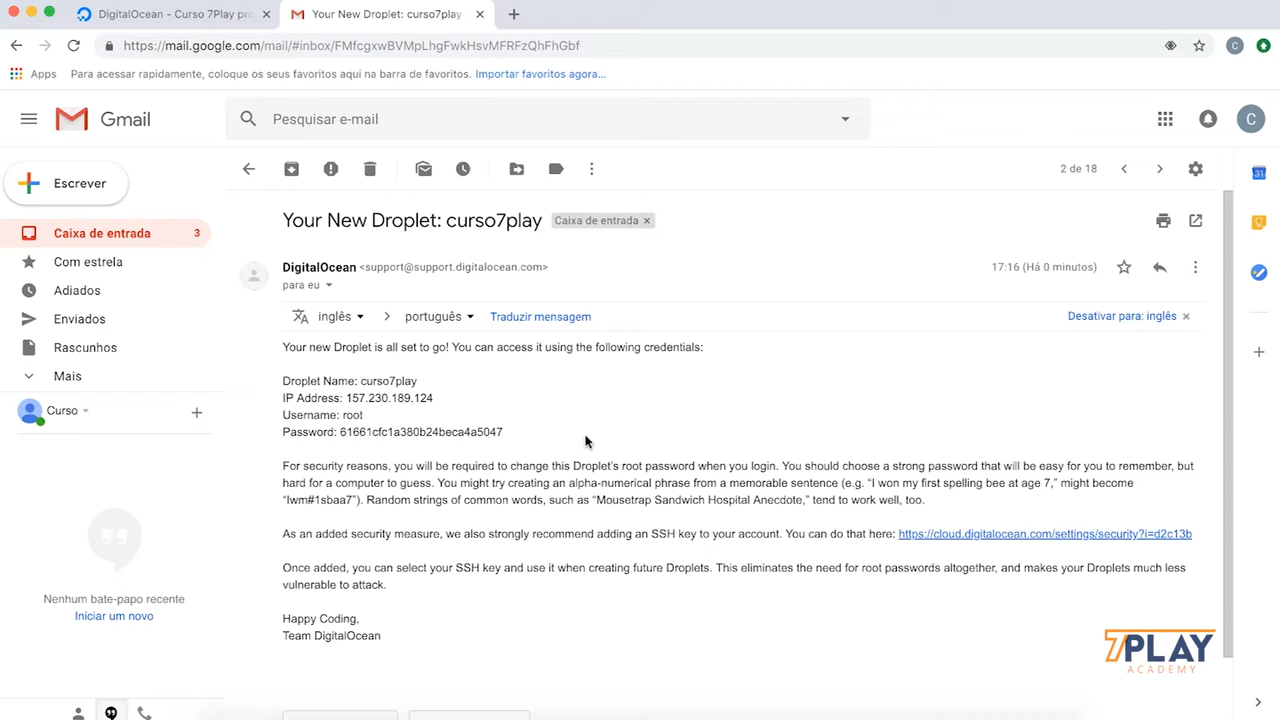 DigitalOcean - Curso 7Play pro
Your New Droplet: curso7play
https://mail.google.com/mail/#inbox/FMfcgxwBVMpLhgFwkHsvMFRFzQhFhGbf
C
Apps Para acessar rapidamente, coloque os seus favoritos aqui na barra de favoritos. Importar favoritos agora...
Gmail
Pesquisar e-mail
C
Escrever
2 de 18
31
Your New Droplet: curso7play
Caixa de entrada
Caixa de entrada 3
DigitalOcean <support@support.digitalocean.com>
17:16 (Há 0 minutos)
para eu
Com estrela
Adiados
Enviados
Rascunhos
Mais
Curso
inglês
português
Traduzir mensagem
Desativar para: inglês
Your new Droplet is all set to go! You can access it using the following credentials:
Droplet Name: curso7play
IP Address: 157.230.189.124
Username: root
Password: 61661cfc1a380b24beca4a5047
For security reasons, you will be required to change this Droplet's root password when you login. You should choose a strong password that will be easy for you to remember, but
hard for a computer to guess. You might try creating an alpha-numerical phrase from a memorable sentence (e.g. “I won my first spelling bee at age 7,” might become
“Iwm#1sbaa7”). Random strings of common words, such as “Mousetrap Sandwich Hospital Anecdote,” tend to work well, too.
As an added security measure, we also strongly recommend adding an SSH key to your account. You can do that here: https://cloud.digitalocean.com/settings/security?i=d2c13b
Once added, you can select your SSH key and use it when creating future Droplets. This eliminates the need for root passwords altogether, and makes your Droplets much less
vulnerable to attack.
Happy Coding,
Team DigitalOcean
Nenhum bate-papo recente
Iniciar um novo
7PLAY
ACADEMY